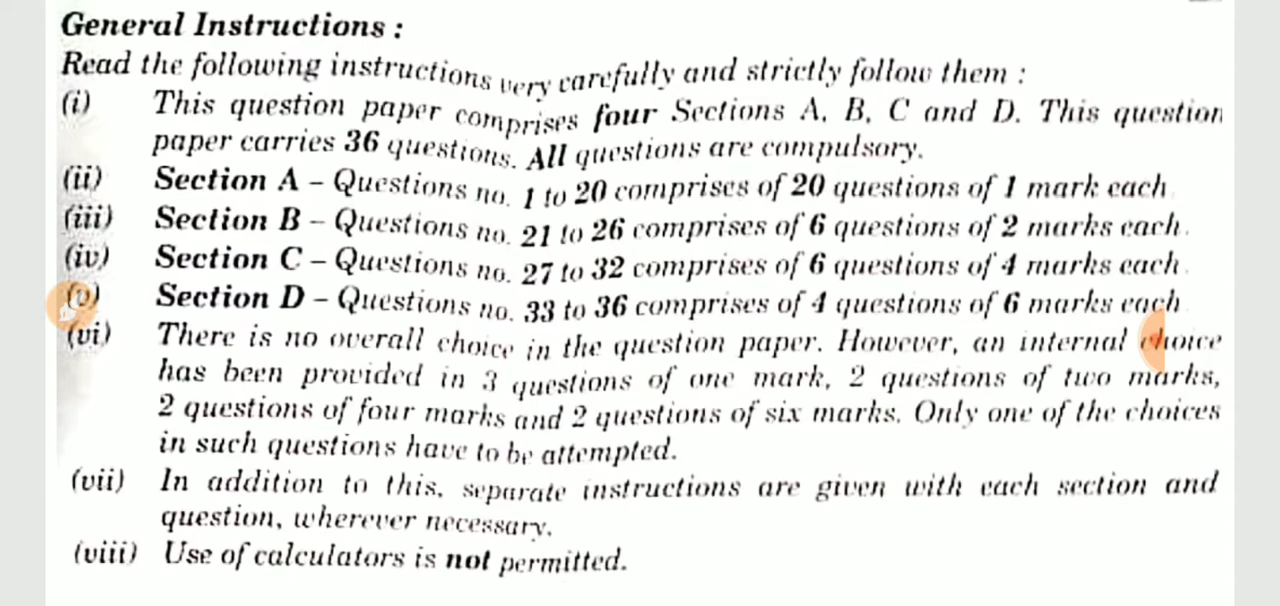 General Instructions :
Read the following instructions very carefully and strictly follow them :
(i) This question paper comprises four Sections A, B, C and D. This question
paper carries 36 questions. All questions are compulsory.
(ii) Section A – Questions no. 1 to 20 comprises of 20 questions of 1 mark each
(iii) Section B – Questions no. 21 to 26 comprises of 6 questions of 2 marks each.
(iv) Section C – Questions no. 27 to 32 comprises of 6 questions of 4 marks each.
(v) Section D – Questions no. 33 to 36 comprises of 4 questions of 6 marks each
(vi) There is no overall choice in the question paper. However, an internal choice
has been provided in 3 questions of one mark, 2 questions of two marks,
2 questions of four marks and 2 questions of six marks. Only one of the choices
in such questions have to be attempted.
(vii) In addition to this, separate instructions are given with each section and
question, wherever necessary.
(viii) Use of calculators is not permitted.